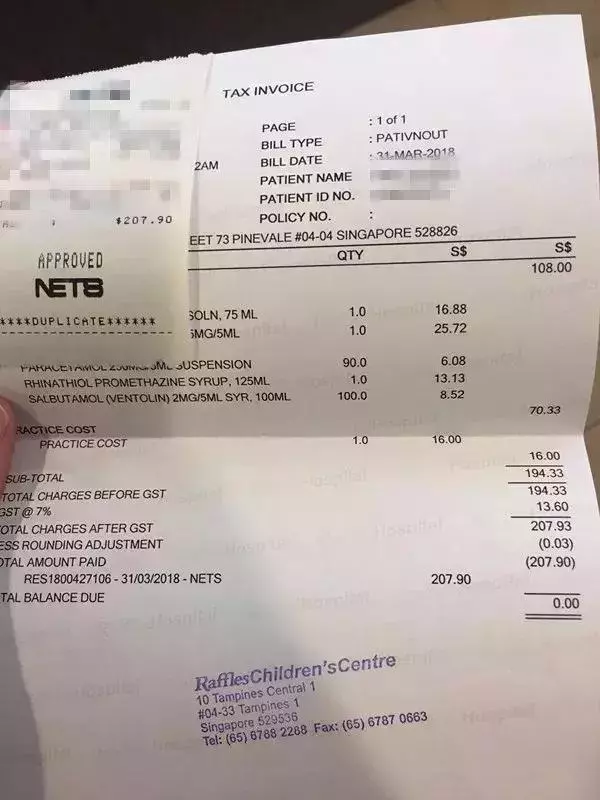 TAX INVOICE
PAGE : 1 of 1
BILL TYPE : PATIVNOUT
2AM BILL DATE : 31-MAR-2018
PATIENT NAME
PATIENT ID NO.
POLICY NO. :
$207.90
APPROVED
NETS
****DUPLICATE******
EET 73 PINEVALE #04-04 SINGAPORE 528826
QTY S$ S$
108.00
SOLN, 75 ML 1.0 16.88
5MG/5ML 1.0 25.72
PARACETAMOL 250MG/5ML SUSPENSION 90.0 6.08
RHINATHIOL PROMETHAZINE SYRUP, 125ML 1.0 13.13
SALBUTAMOL (VENTOLIN) 2MG/5ML SYR, 100ML 100.0 8.52
70.33
RACTICE COST
PRACTICE COST 1.0 16.00
16.00
SUB-TOTAL 194.33
TOTAL CHARGES BEFORE GST 194.33
GST @ 7% 13.60
OTAL CHARGES AFTER GST 207.93
ESS ROUNDING ADJUSTMENT (0.03)
OTAL AMOUNT PAID (207.90)
RES1800427106 - 31/03/2018 - NETS 207.90
TAL BALANCE DUE 0.00
RafflesChildren'sCentre
10 Tampines Central 1
#04-33 Tampines 1
Singapore 529536
Tel: (65) 6788 2288 Fax: (65) 6787 0663